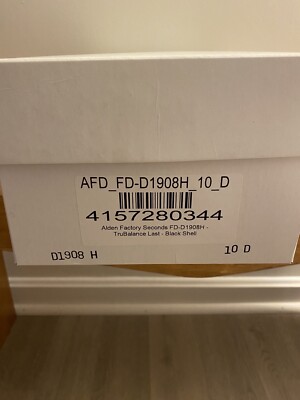 AFD_FD-D1908H_10_D
4157280344
Alden Factory Seconds FD-D1908H -
TruBalance Last - Black Shell
D1908 H 10 D